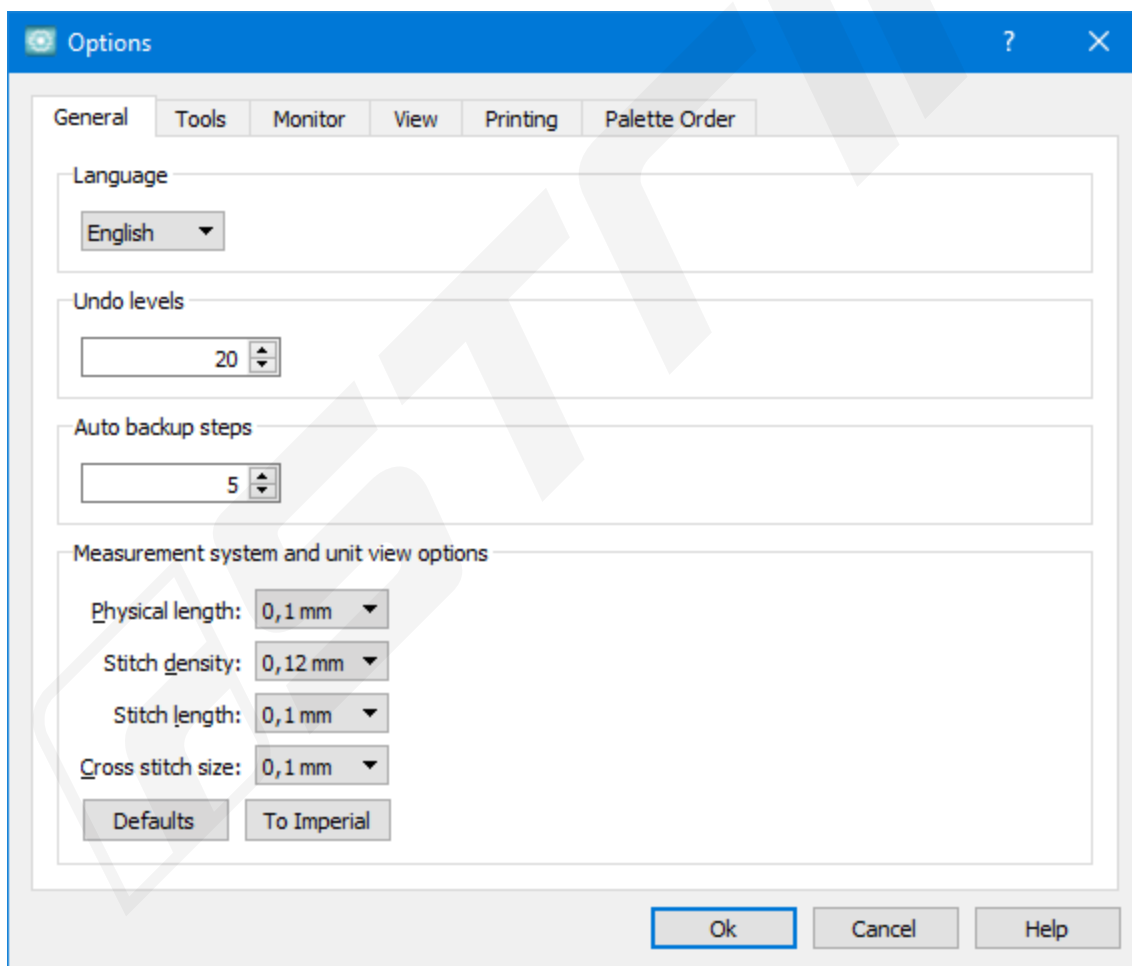 Options
General Tools Monitor View Printing Palette Order
Language
English
Undo levels
20
Auto backup steps
5
Measurement system and unit view options
Physical length: 0,1 mm
Stitch density: 0,12 mm
Stitch length: 0,1 mm
Cross stitch size: 0,1 mm
Defaults To Imperial
Ok Cancel Help